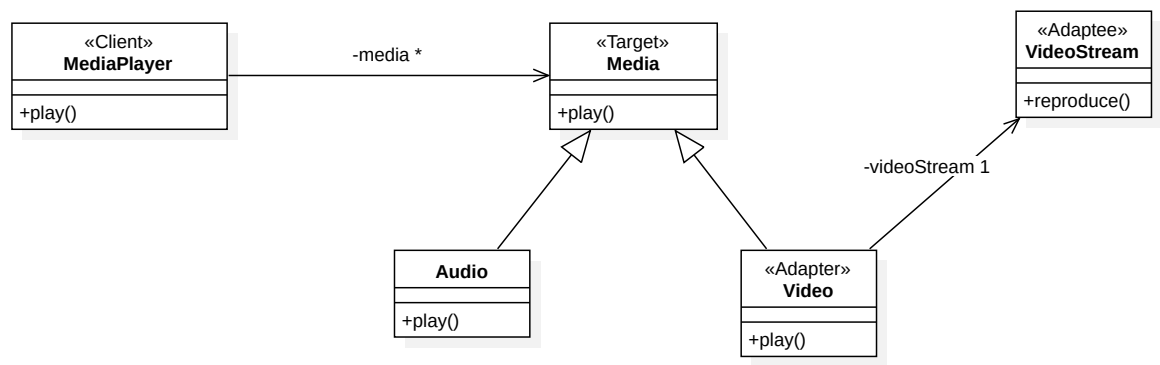 «Client»
MediaPlayer
+play()
-media *
«Target»
Media
+play()
«Adaptee»
VideoStream
+reproduce()
-videoStream 1
Audio
+play()
«Adapter»
Video
+play()